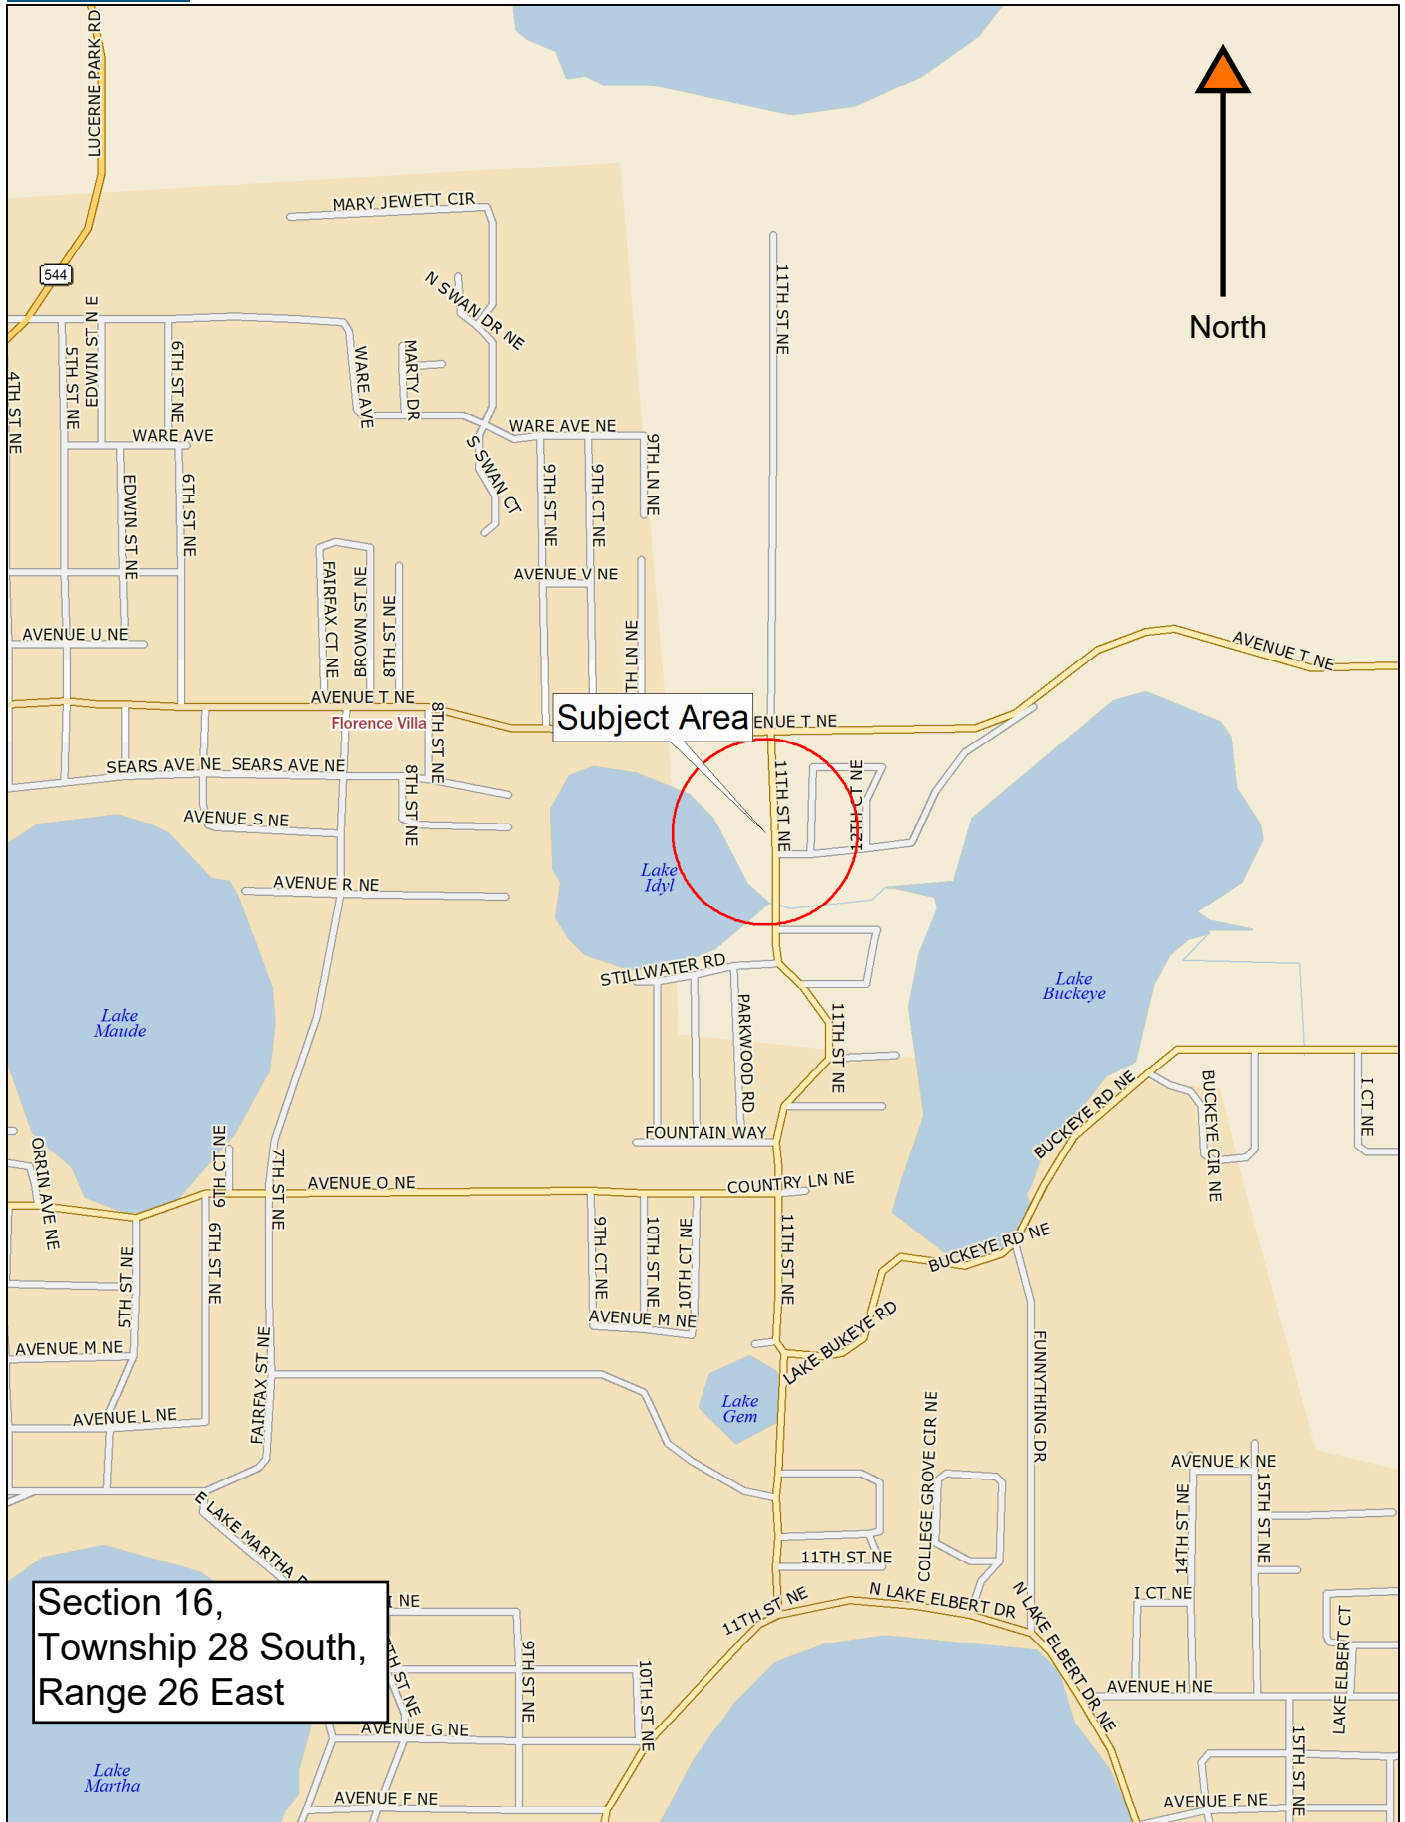 LUCERNE PARK RD
544
North
MARY JEWETT CIR
N SWAN DR NE
11TH ST NE
4TH ST NE
5TH ST NE
EDWIN ST N E
6TH ST NE
WARE AVE
MARTY DR
WARE AVE
WARE AVE NE
S SWAN CT
9TH LN NE
EDWIN ST NE
6TH ST NE
9TH ST NE
9TH CT NE
AVENUE V NE
FAIRFAX CT NE
BROWN ST NE
8TH ST NE
AVENUE U NE
AVENUE T NE
AVENUE T NE
Florence Villa
8TH ST NE
Subject Area
ENUE T NE
SEARS AVE NE
SEARS AVE NE
8TH ST NE
AVENUE S NE
11TH ST NE
12TH CT NE
Lake
Idyl
AVENUE R NE
STILLWATER RD
Lake
Buckeye
Lake
Maude
PARKWOOD RD
11TH ST NE
FOUNTAIN WAY
BUCKEYE RD NE
BUCKEYE CIR NE
I CT NE
ORRIN AVE NE
6TH CT NE
7TH ST NE
AVENUE O NE
COUNTRY LN NE
5TH ST NE
6TH ST NE
9TH CT NE
10TH ST NE
10TH CT NE
11TH ST NE
BUCKEYE RD NE
AVENUE M NE
AVENUE M NE
LAKE BUKEYE RD
FAIRFAX ST NE
FUNNYTHING DR
Lake
Gem
AVENUE L NE
COLLEGE GROVE CIR NE
AVENUE K NE
14TH ST NE
15TH ST NE
E LAKE MARTHA
11TH ST NE
I CT NE
Section 16,
Township 28 South,
Range 26 East
I NE
TH ST NE
9TH ST NE
10TH ST NE
11TH ST NE
N LAKE ELBERT DR
N LAKE ELBERT DR NE
LAKE ELBERT CT
AVENUE H NE
AVENUE G NE
15TH ST NE
Lake
Martha
AVENUE F NE
AVENUE F NE